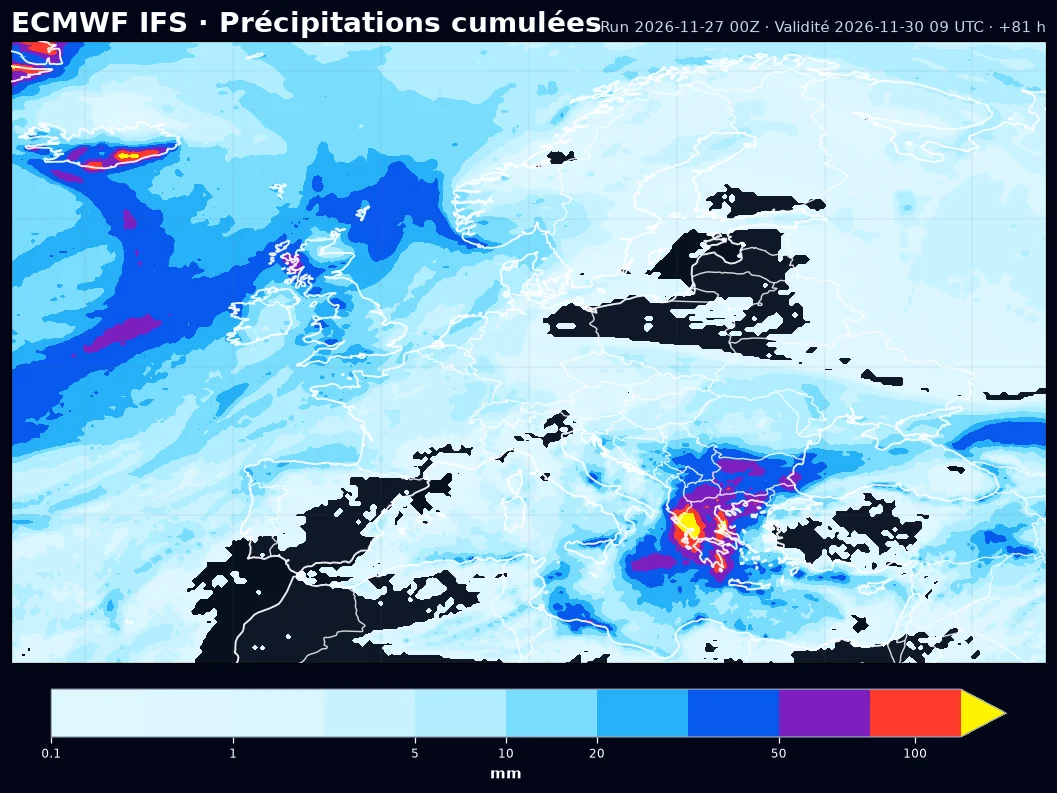 ECMWF IFS · Précipitations cumulées
Run 2026-11-27 00Z · Validité 2026-11-30 09 UTC · +81 h
0.1 1 5 10 20 50 100
mm